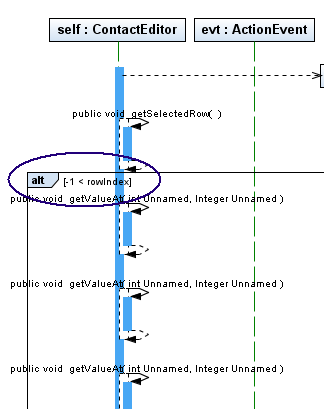 self : ContactEditor
evt : ActionEvent
public void getSelectedRow( )
alt [-1 < rowIndex]
public void getValueAt( int Unnamed, Integer Unnamed )
public void getValueAt( int Unnamed, Integer Unnamed )
public void getValueAt( int Unnamed, Integer Unnamed )